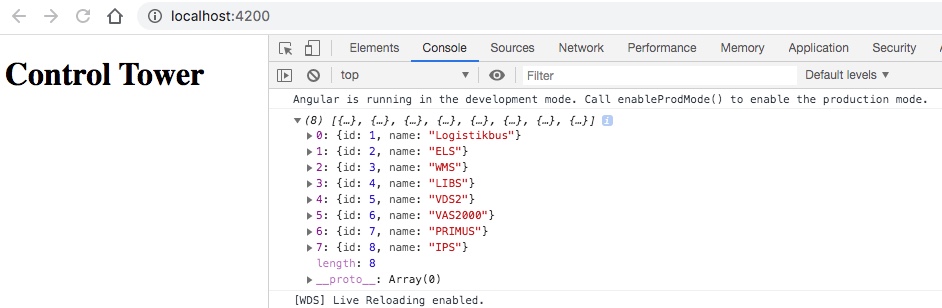 localhost:4200
Control Tower
Elements Console Sources Network Performance Memory Application Security
top Filter Default levels ▼
Angular is running in the development mode. Call enableProdMode() to enable the production mode.
(8) [{…}, {…}, {…}, {…}, {…}, {…}, {…}, {…}] i
0: {id: 1, name: "Logistikbus"}
1: {id: 2, name: "ELS"}
2: {id: 3, name: "WMS"}
3: {id: 4, name: "LIBS"}
4: {id: 5, name: "VDS2"}
5: {id: 6, name: "VAS2000"}
6: {id: 7, name: "PRIMUS"}
7: {id: 8, name: "IPS"}
length: 8
__proto__: Array(0)
[WDS] Live Reloading enabled.